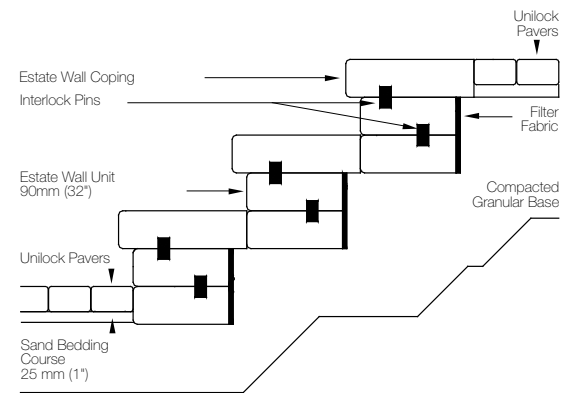 Unilock
Pavers
Estate Wall Coping
Interlock Pins
Filter
Fabric
Estate Wall Unit
90mm (32")
Compacted
Granular Base
Unilock Pavers
Sand Bedding
Course
25 mm (1")